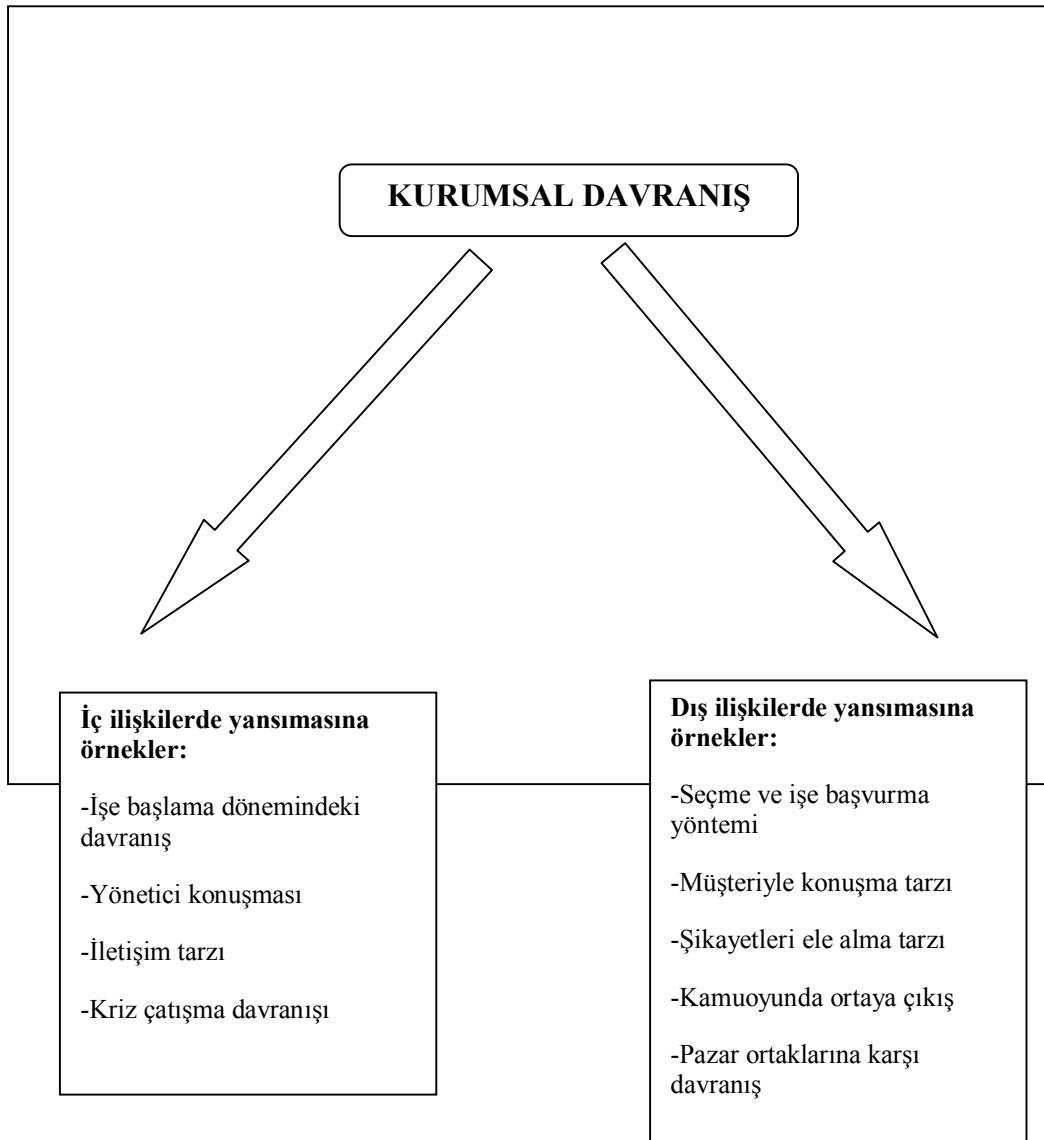 KURUMSAL DAVRANIŞ
İç ilişkilerde yansımasına
örnekler:
-İşe başlama dönemindeki
davranış
-Yönetici konuşması
-İletişim tarzı
-Kriz çatışma davranışı
Dış ilişkilerde yansımasına
örnekler:
-Seçme ve işe başvurma
yöntemi
-Müşteriyle konuşma tarzı
-Şikayetleri ele alma tarzı
-Kamuoyunda ortaya çıkış
-Pazar ortaklarına karşı
davranış